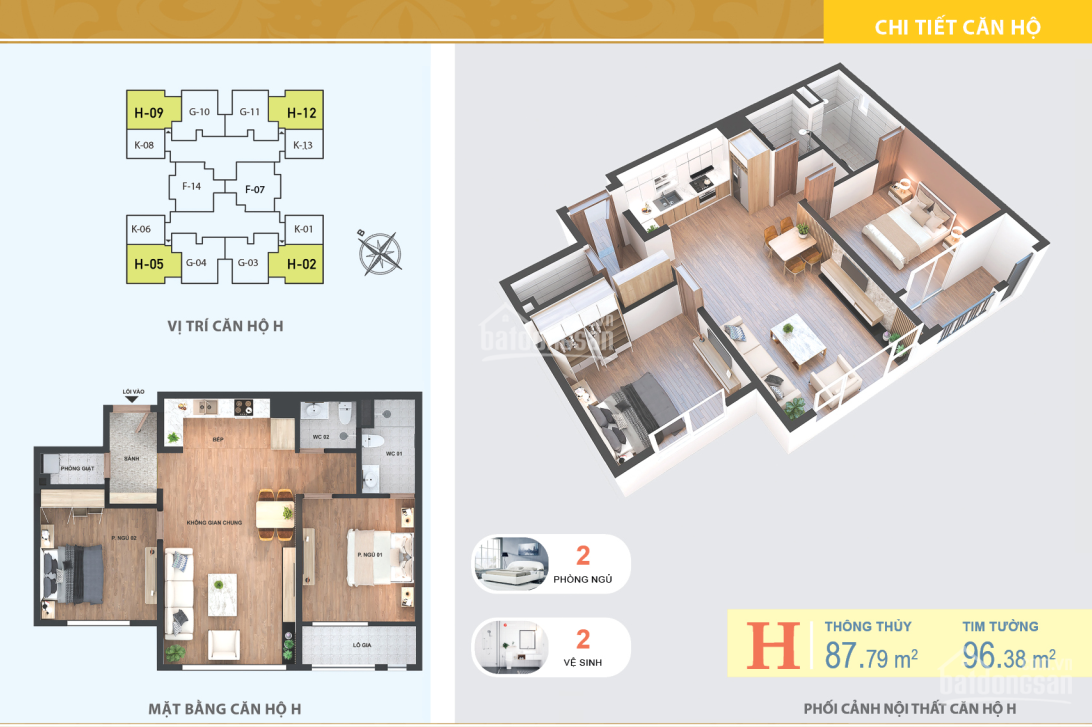 CHI TIẾT CĂN HỘ
H-09
G-10
G-11
H-12
K-08
K-13
F-14
F-07
K-06
K-01
H-05
G-04
G-03
H-02
B
VỊ TRÍ CĂN HỘ H
LỐI VÀO
BẾP
WC 02
WC 01
SẢNH
PHÒNG GIẶT
KHÔNG GIAN CHUNG
P. NGỦ 02
P. NGỦ 01
LÔ GIA
MẶT BẰNG CĂN HỘ H
batdongsan
2
PHÒNG NGỦ
2
VỆ SINH
H
THÔNG THỦY
87.79 m²
TIM TƯỜNG
96.38 m²
batdongsan
PHỐI CẢNH NỘI THẤT CĂN HỘ H